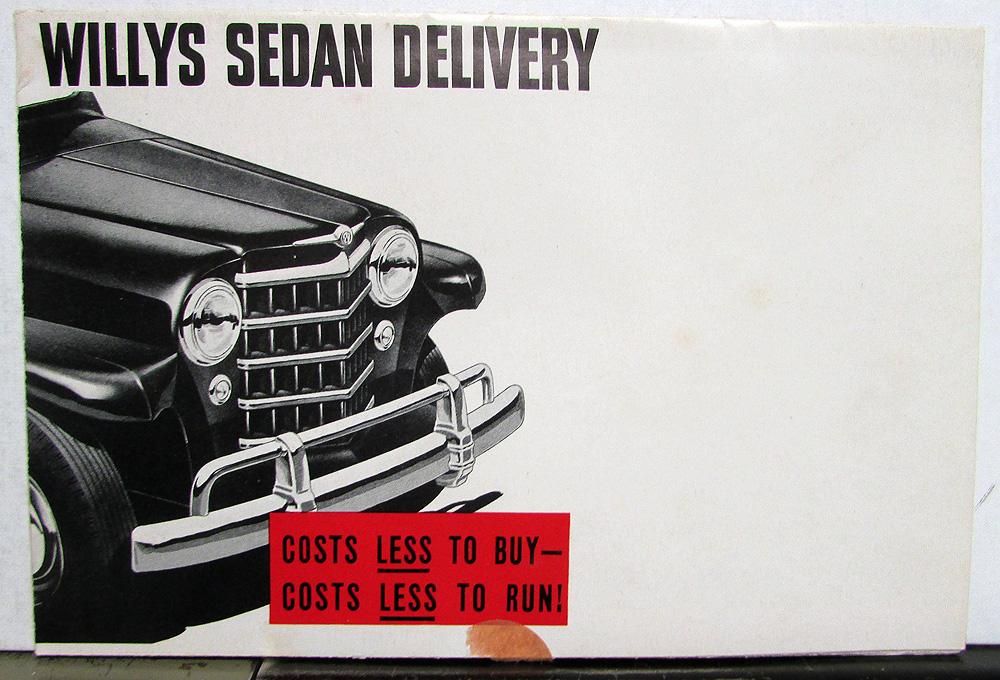 WILLYS SEDAN DELIVERY
COSTS LESS TO BUY—
COSTS LESS TO RUN!